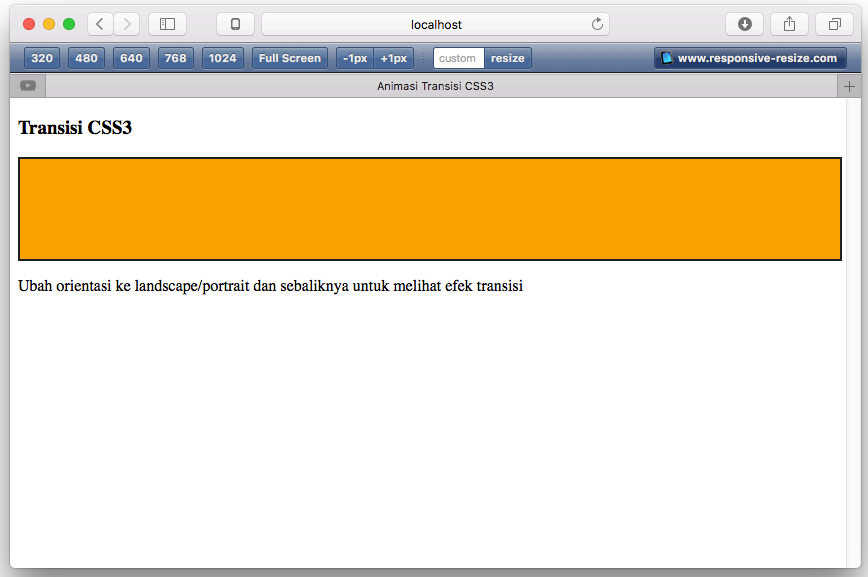 localhost
320 480 640 768 1024 Full Screen -1px +1px custom resize www.responsive-resize.com
Animasi Transisi CSS3
Transisi CSS3
Ubah orientasi ke landscape/portrait dan sebaliknya untuk melihat efek transisi